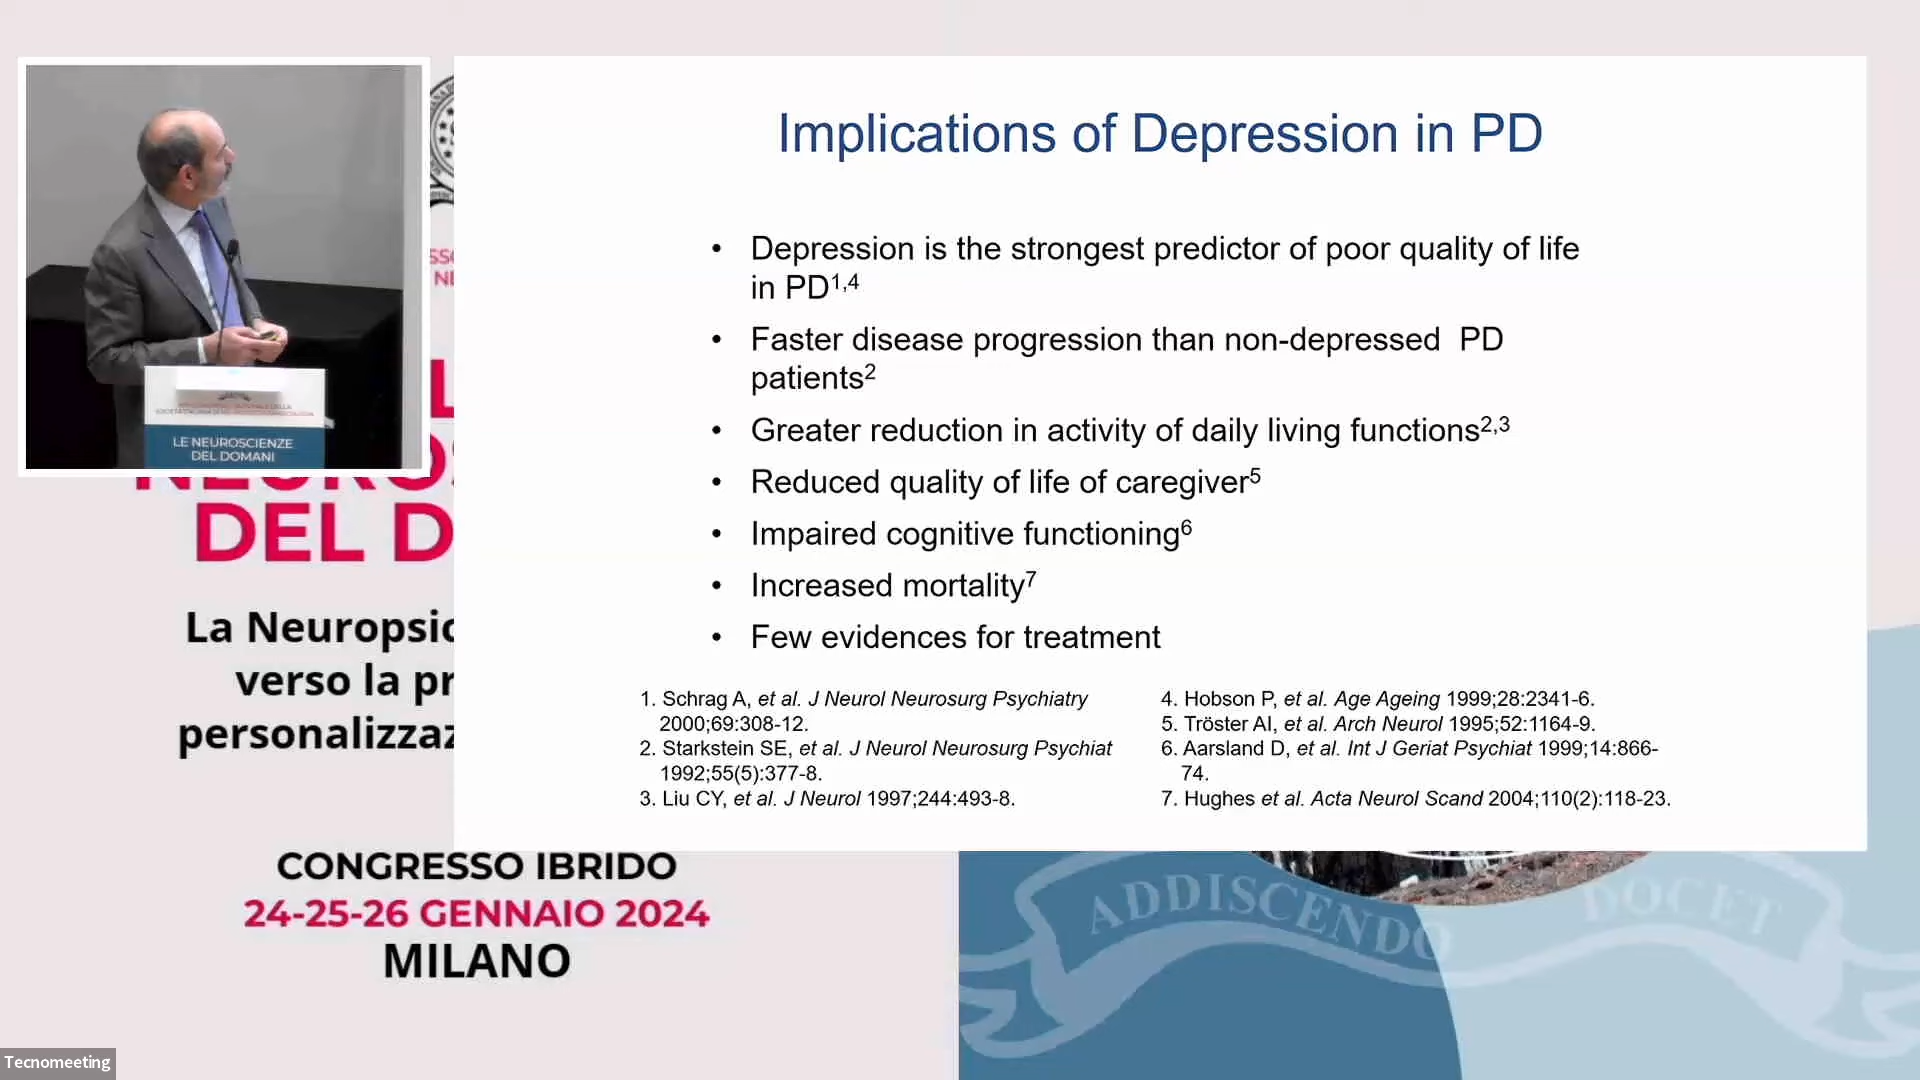 Implications of Depression in PD
• Depression is the strongest predictor of poor quality of life
in PD1,4
• Faster disease progression than non-depressed PD
patients2
• Greater reduction in activity of daily living functions2,3
• Reduced quality of life of caregiver5
• Impaired cognitive functioning6
• Increased mortality7
• Few evidences for treatment
1. Schrag A, et al. J Neurol Neurosurg Psychiatry
2000;69:308-12.
2. Starkstein SE, et al. J Neurol Neurosurg Psychiat
1992;55(5):377-8.
3. Liu CY, et al. J Neurol 1997;244:493-8.
4. Hobson P, et al. Age Ageing 1999;28:2341-6.
5. Tröster AI, et al. Arch Neurol 1995;52:1164-9.
6. Aarsland D, et al. Int J Geriat Psychiat 1999;14:866-
74.
7. Hughes et al. Acta Neurol Scand 2004;110(2):118-23.
LE NEUROSCIENZE
DEL DOMANI
DEL D
La Neuropsic
verso la pr
personalizzaz
CONGRESSO IBRIDO
24-25-26 GENNAIO 2024
MILANO
ADDISCENDO DOCET
Tecnomeeting